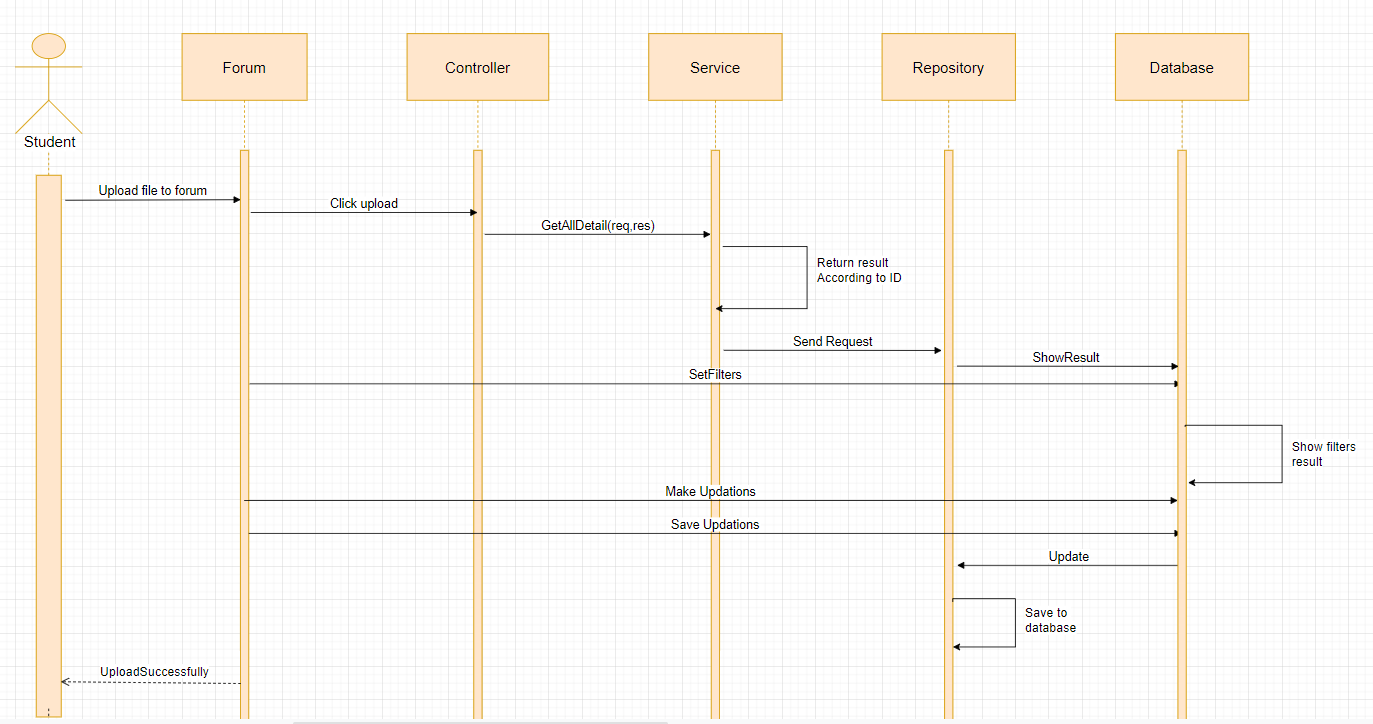 Forum
Controller
Service
Repository
Database
Student
Upload file to forum
Click upload
GetAllDetail(req,res)
Return result
According to ID
Send Request
ShowResult
SetFilters
Show filters
result
Make Updations
Save Updations
Update
Save to
database
UploadSuccessfully